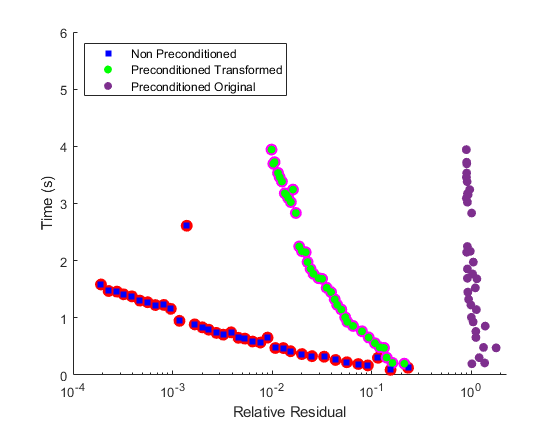 6
5
4
3
2
1
0
Non Preconditioned
Preconditioned Transformed
Preconditioned Original
Time (s)
10^-4
10^-3
10^-2
10^-1
10^0
Relative Residual